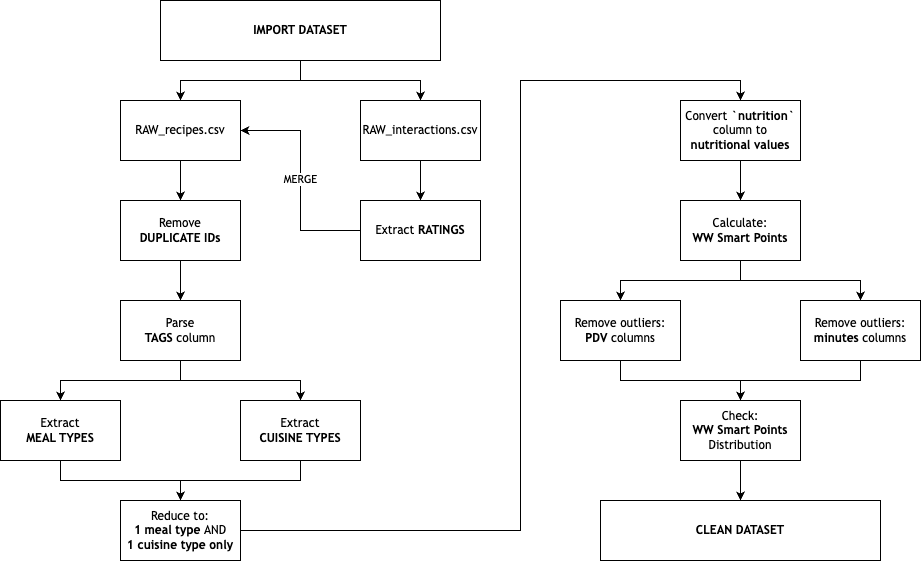 IMPORT DATASET
RAW_recipes.csv
RAW_interactions.csv
MERGE
Remove
DUPLICATE IDs
Extract RATINGS
Parse
TAGS column
Extract
MEAL TYPES
Extract
CUISINE TYPES
Reduce to:
1 meal type AND
1 cuisine type only
Convert `nutrition`
column to
nutritional values
Calculate:
WW Smart Points
Remove outliers:
PDV columns
Remove outliers:
minutes columns
Check:
WW Smart Points
Distribution
CLEAN DATASET